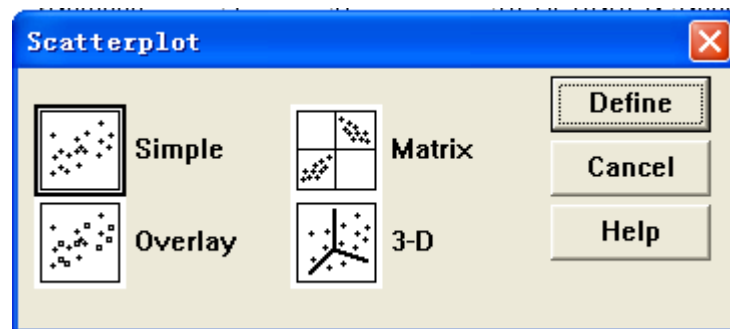 Scatterplot
Simple
Matrix
Overlay
3-D
Define
Cancel
Help